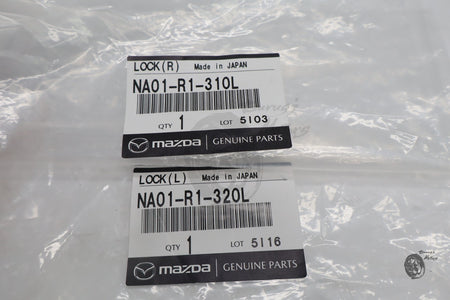 LOCK(R) Made in JAPAN
NA01-R1-310L
QTY 1 LOT 5103
mazda GENUINE PARTS
LOCK(L) Made in JAPAN
NA01-R1-320L
QTY 1 LOT 5116
mazda GENUINE PARTS